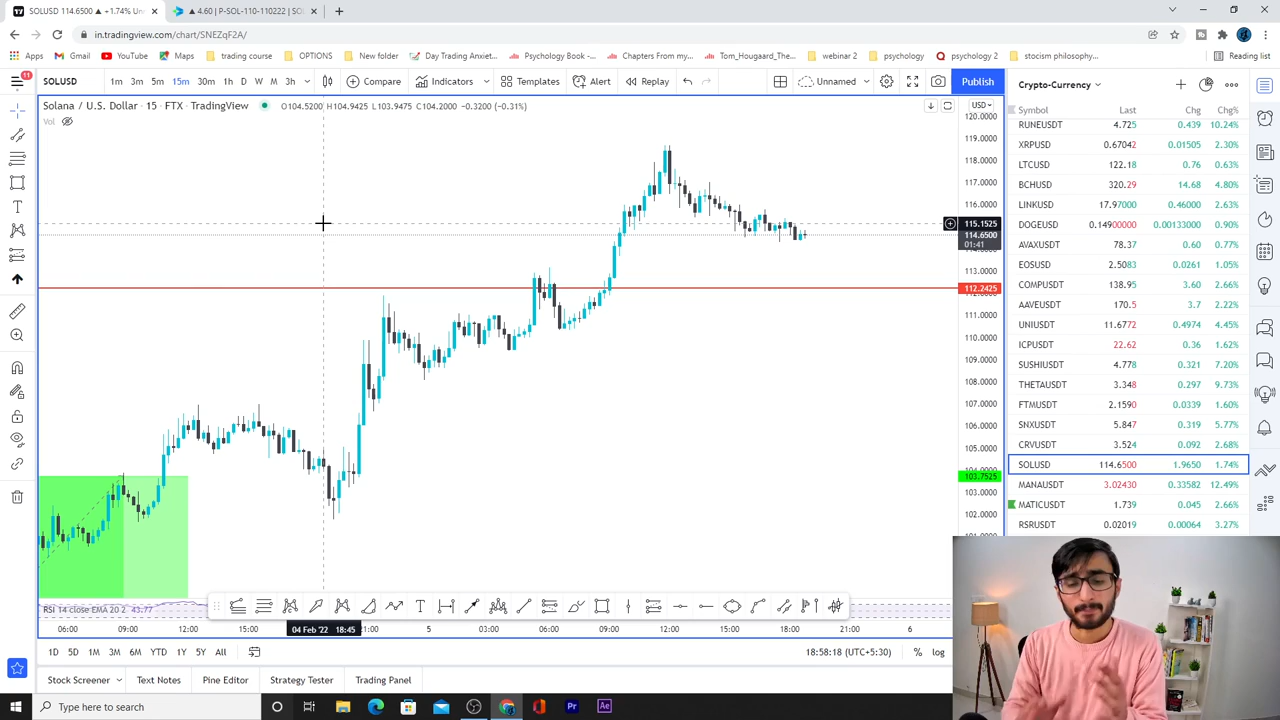 SOLUSD 114.6500 ▲ +1.74% Un
▲ 4.60 | P-SOL-110-110222 | SO
in.tradingview.com/chart/SNEZqF2A/
Apps Gmail YouTube Maps trading course OPTIONS New folder Day Trading Anxiet... Psychology Book -... Chapters From my... Tom_Hougaard_The... webinar 2 psychology psychology 2 stocism philosophy... Reading list
11
SOLUSD 1m 3m 5m 15m 30m 1h D W M 3h Compare Indicators Templates Alert Replay Unnamed Publish
Solana / U.S. Dollar · 15 · FTX · TradingView O104.5200 H104.9425 L103.9475 C104.2000 −0.3200 (−0.31%)
Vol
USD
120.0000
119.0000
118.0000
117.0000
116.0000
115.1525
114.6500
01:41
113.0000
112.2425
111.0000
110.0000
109.0000
108.0000
107.0000
106.0000
105.0000
103.7525
103.0000
102.0000
RSI 14 close EMA 20 2 43.77
06:00 09:00 12:00 15:00 04 Feb '22 18:45 21:00 5 03:00 06:00 09:00 12:00 15:00 18:00 21:00 6
1D 5D 1M 3M 6M YTD 1Y 5Y All 18:58:18 (UTC+5:30) % log
Stock Screener Text Notes Pine Editor Strategy Tester Trading Panel
Type here to search
Pr
Ae
Crypto-Currency
Symbol Last Chg Chg%
RUNEUSDT 4.725 0.439 10.24%
XRPUSD 0.67042 0.01505 2.30%
LTCUSD 122.18 0.76 0.63%
BCHUSD 320.29 14.68 4.80%
LINKUSD 17.97000 0.46000 2.63%
DOGEUSD 0.14900000 0.00133000 0.90%
AVAXUSDT 78.37 0.60 0.77%
EOSUSD 2.5083 0.0261 1.05%
COMPUSDT 138.95 3.60 2.66%
AAVEUSDT 170.5 3.7 2.22%
UNIUSDT 11.6772 0.4974 4.45%
ICPUSDT 22.62 0.36 1.62%
SUSHIUSDT 4.778 0.321 7.20%
THETAUSDT 3.348 0.297 9.73%
FTMUSDT 2.1590 0.0339 1.60%
SNXUSDT 5.847 0.319 5.77%
CRVUSDT 3.524 0.092 2.68%
SOLUSD 114.6500 1.9650 1.74%
MANAUSDT 3.02430 0.33582 12.49%
MATICUSDT 1.739 0.045 2.66%
RSRUSDT 0.02019 0.00064 3.27%